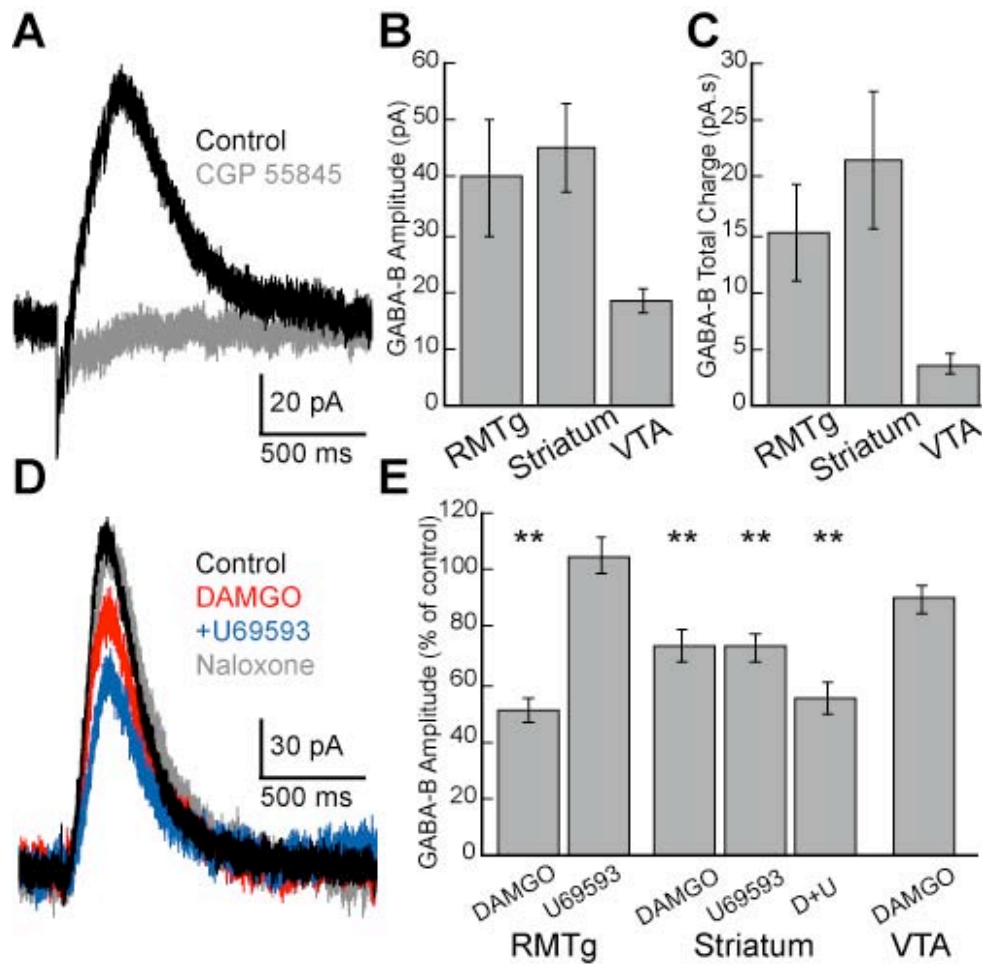 A
Control
CGP 55845
20 pA
500 ms
B
GABA-B Amplitude (pA)
60
50
40
30
20
10
0
RMTg
Striatum
VTA
C
GABA-B Total Charge (pA.s)
30
25
20
15
10
5
0
RMTg
Striatum
VTA
D
Control
DAMGO
+U69593
Naloxone
30 pA
500 ms
E
GABA-B Amplitude (% of control)
120
100
80
60
40
20
0
** ** ** **
DAMGO
U69593
DAMGO
U69593
D+U
DAMGO
RMTg
Striatum
VTA